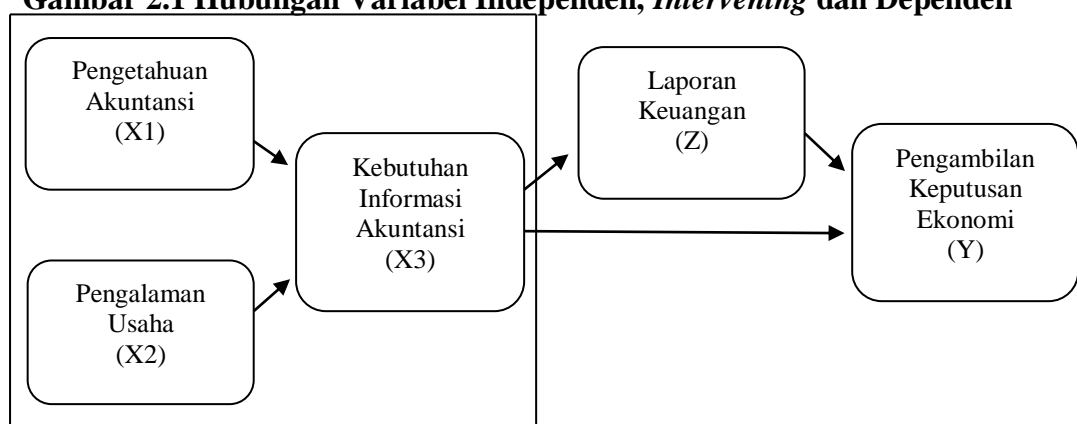 Gambar 2.1 Hubungan Variabel Independen, Intervening dan Dependen
Pengetahuan
Akuntansi
(X1)
Pengalaman
Usaha
(X2)
Kebutuhan
Informasi
Akuntansi
(X3)
Laporan
Keuangan
(Z)
Pengambilan
Keputusan
Ekonomi
(Y)